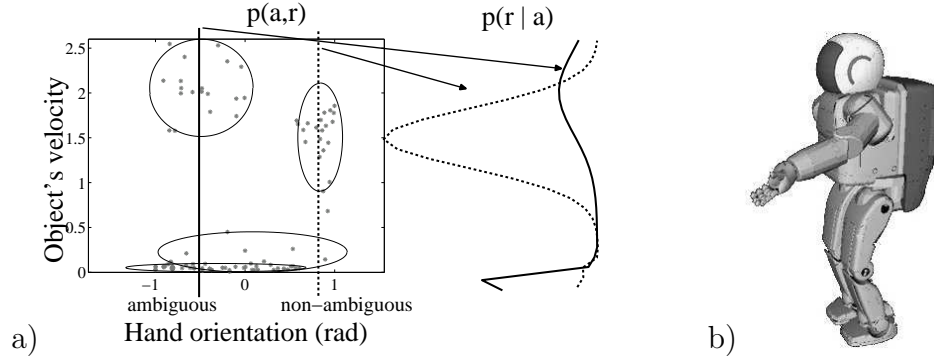 p(a,r)
p(r | a)
Object's velocity
2.5
2
1.5
1
0.5
0
−1
0
1
ambiguous
non−ambiguous
Hand orientation (rad)
a)
b)